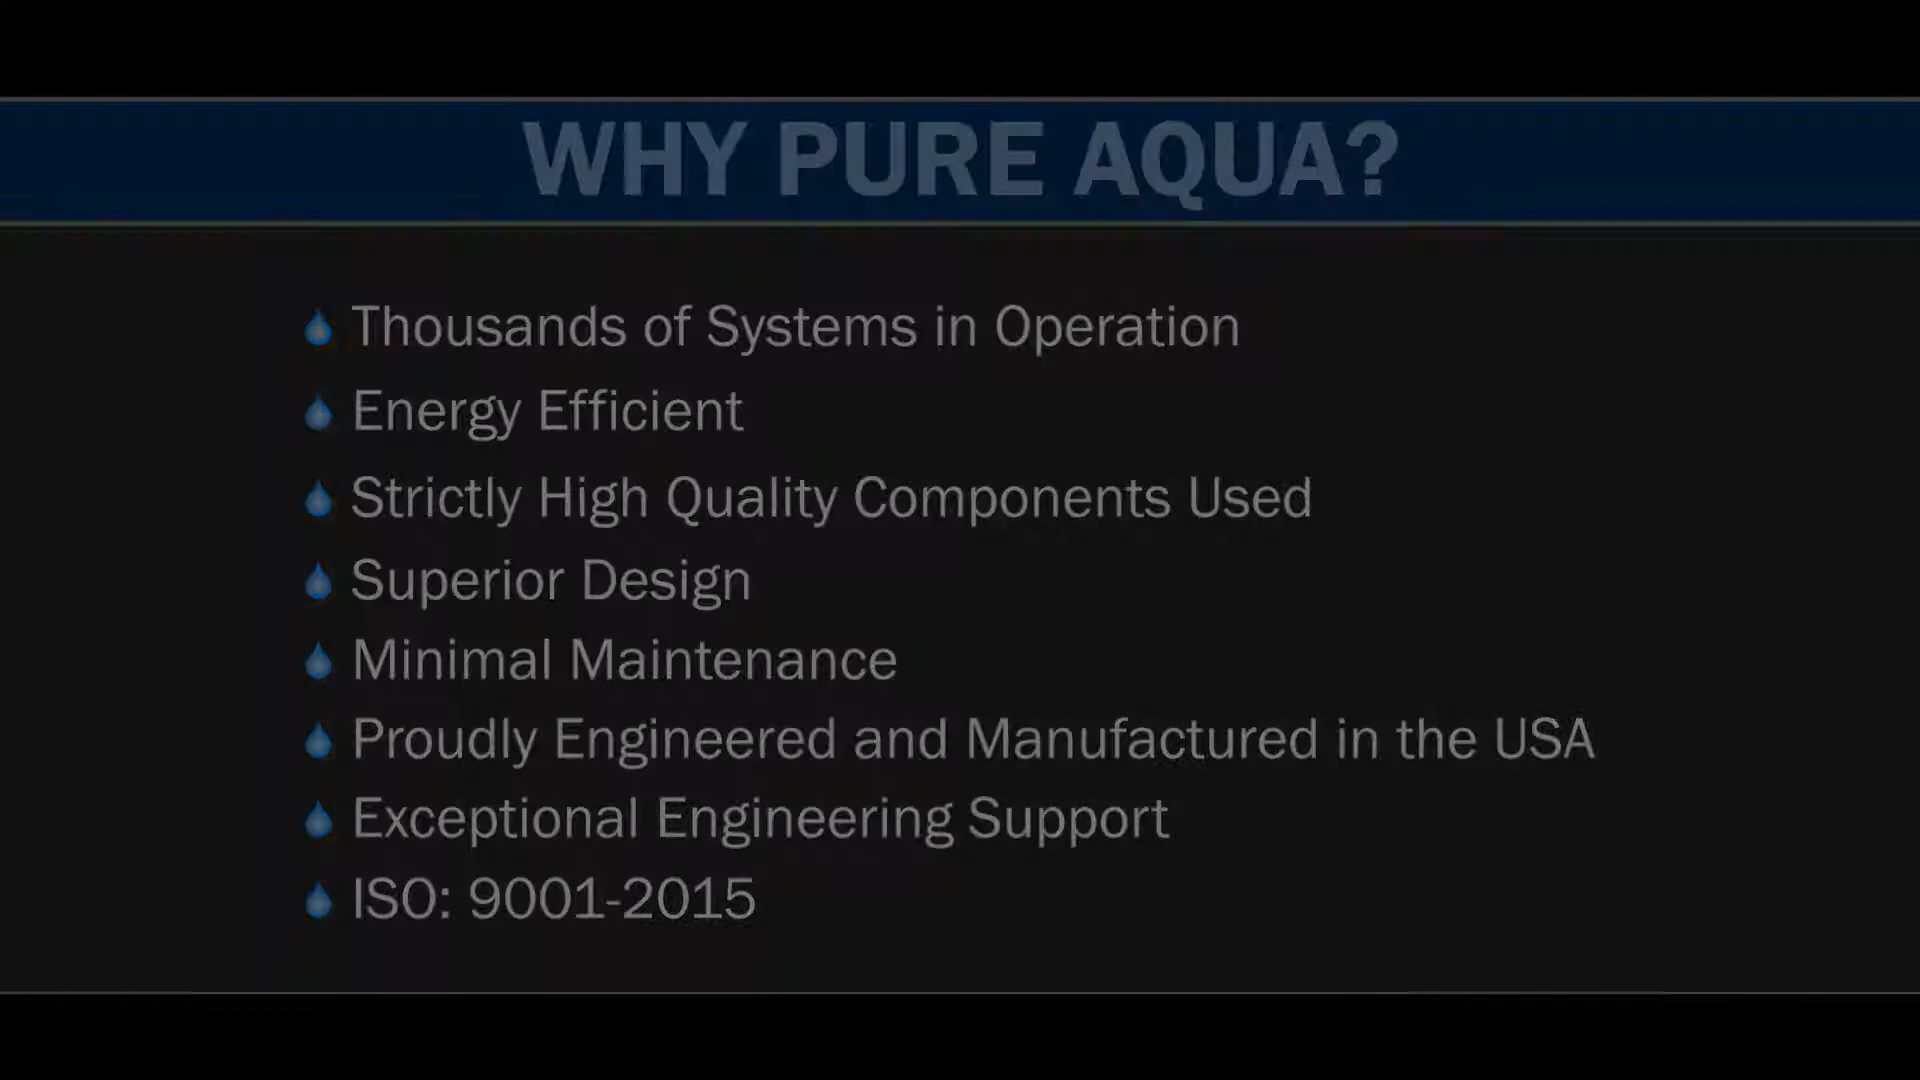 WHY PURE AQUA?
Thousands of Systems in Operation
Energy Efficient
Strictly High Quality Components Used
Superior Design
Minimal Maintenance
Proudly Engineered and Manufactured in the USA
Exceptional Engineering Support
ISO: 9001-2015